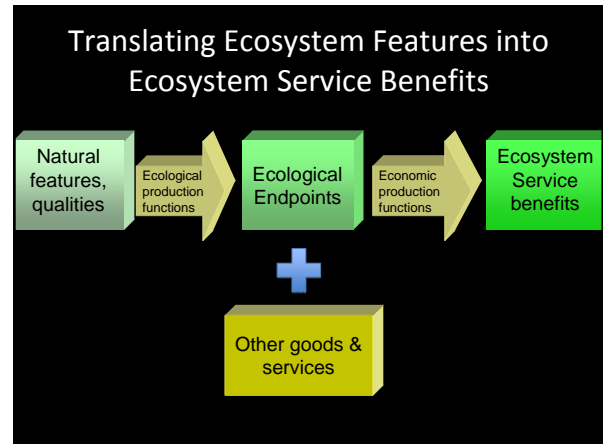 Translating Ecosystem Features into
Ecosystem Service Benefits
Natural
features,
qualities
Ecological
production
functions
Ecological
Endpoints
Economic
production
functions
Ecosystem
Service
benefits
Other goods &
services